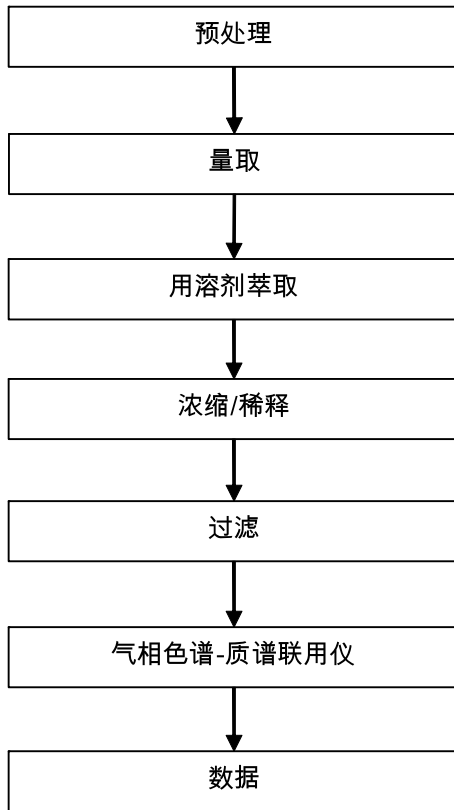 预处理
量取
用溶剂萃取
浓缩/稀释
过滤
气相色谱-质谱联用仪
数据